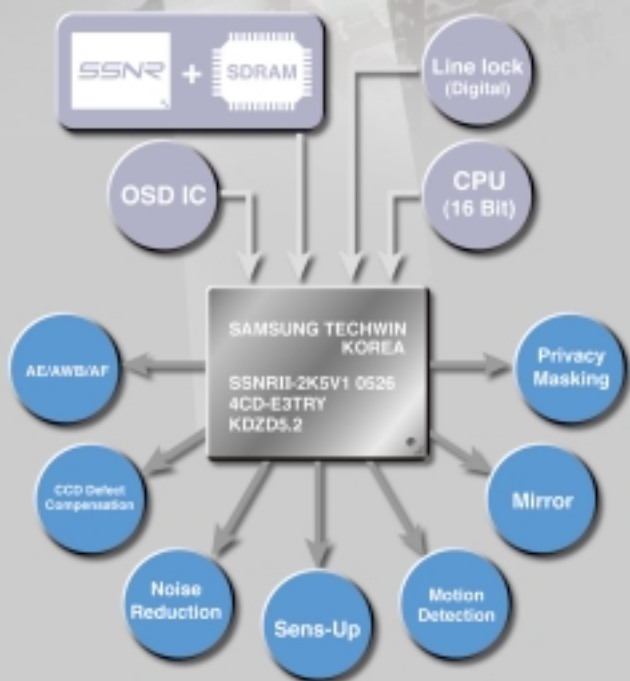 SSNR + SDRAM
Line lock
(Digital)
OSD IC
CPU
(16 Bit)
SAMSUNG TECHWIN
KOREA
SSNRII-2K5V1 0526
4CD-E3TRY
KDZD5.2
AE/AWB/AF
Privacy
Masking
CCD Defect
Compensation
Mirror
Noise
Reduction
Sens-Up
Motion
Detection